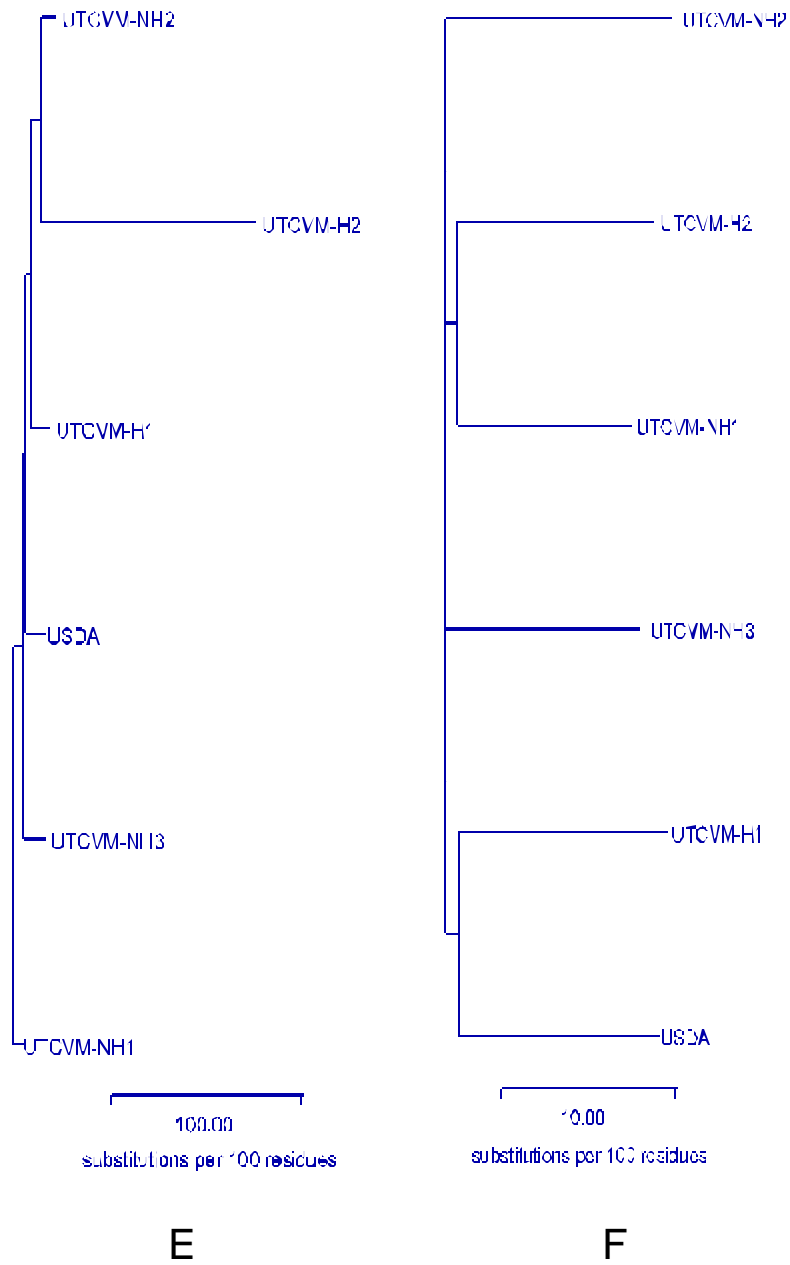 UTCVM-NH2
UTCVM-H2
UTCVM-H1
USDA
UTCVM-NH3
UTCVM-NH1
100.00
substitutions per 100 residues
E
UTCVM-NH2
UTCVM-H2
UTCVM-NH1
UTCVM-NH3
UTCVM-H1
USDA
10.00
substitutions per 100 residues
F